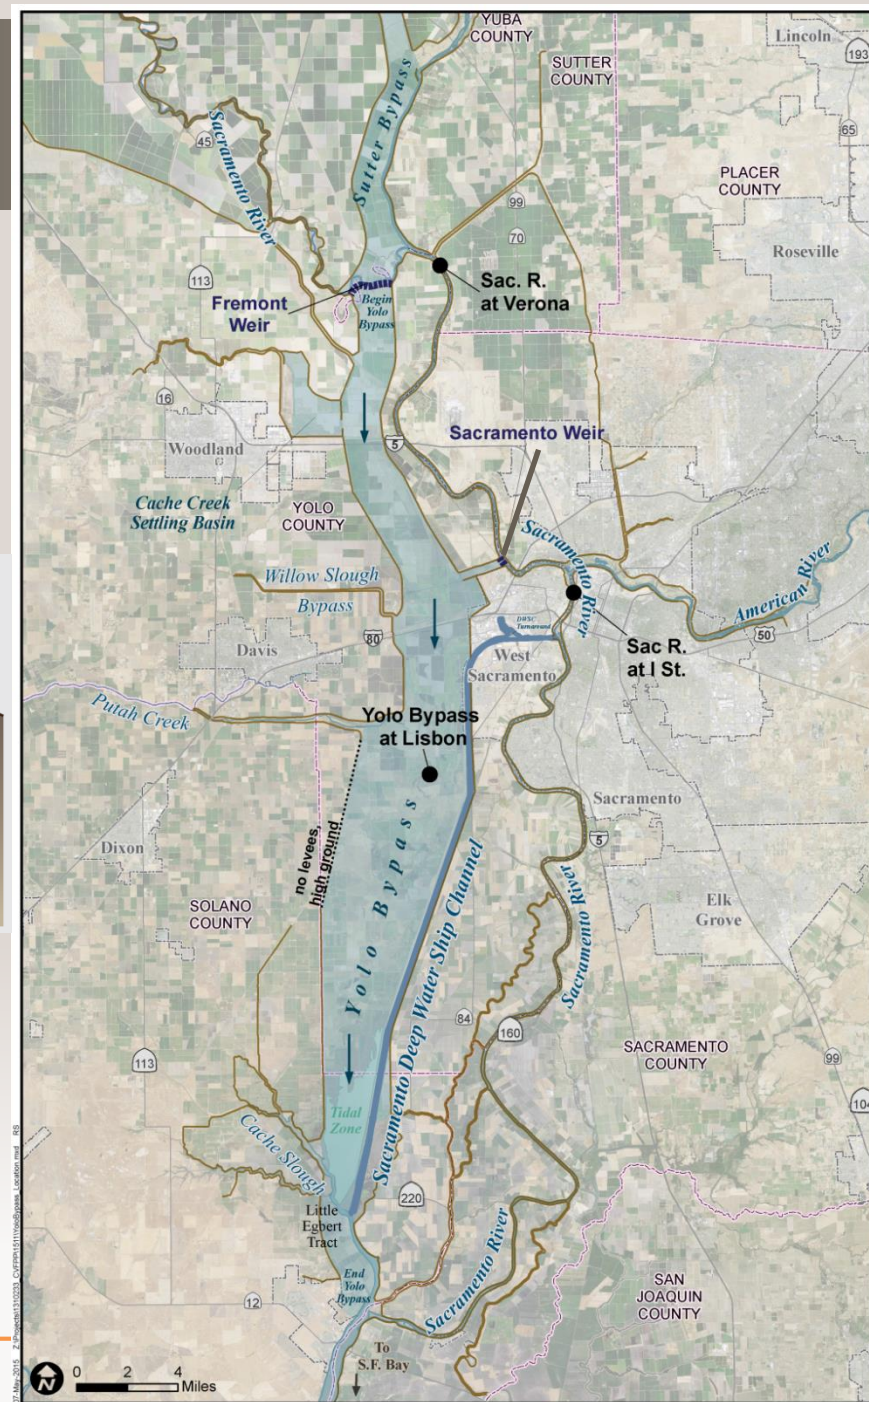 YUBA
COUNTY
Lincoln
193
SUTTER
COUNTY
Sutter Bypass
65
45
Sacramento River
PLACER
COUNTY
99
70
Roseville
113
Sac. R.
at Verona
Fremont
Weir
Begin
Yolo
Bypass
16
5
Sacramento Weir
Woodland
Cache Creek
Settling Basin
YOLO
COUNTY
Sacramento River
Willow Slough
Bypass
American River
DWSC
Turnaround
80
50
Davis
West
Sacramento
Sac R.
at I St.
Putah Creek
Yolo Bypass
at Lisbon
Sacramento
no levees,
high ground
5
Dixon
Yolo Bypass
Sacramento Deep Water Ship Channel
Sacramento River
Elk
Grove
SOLANO
COUNTY
84
160
SACRAMENTO
COUNTY
113
99
104
Tidal
Zone
Cache Slough
220
Little
Egbert
Tract
Sacramento River
End
Yolo
Bypass
SAN
JOAQUIN
COUNTY
12
To
S.F. Bay
N
0 2 4
Miles